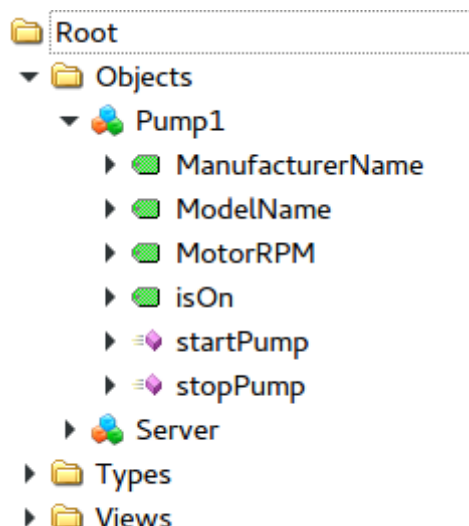 Root
Objects
Pump1
ManufacturerName
ModelName
MotorRPM
isOn
startPump
stopPump
Server
Types
Views